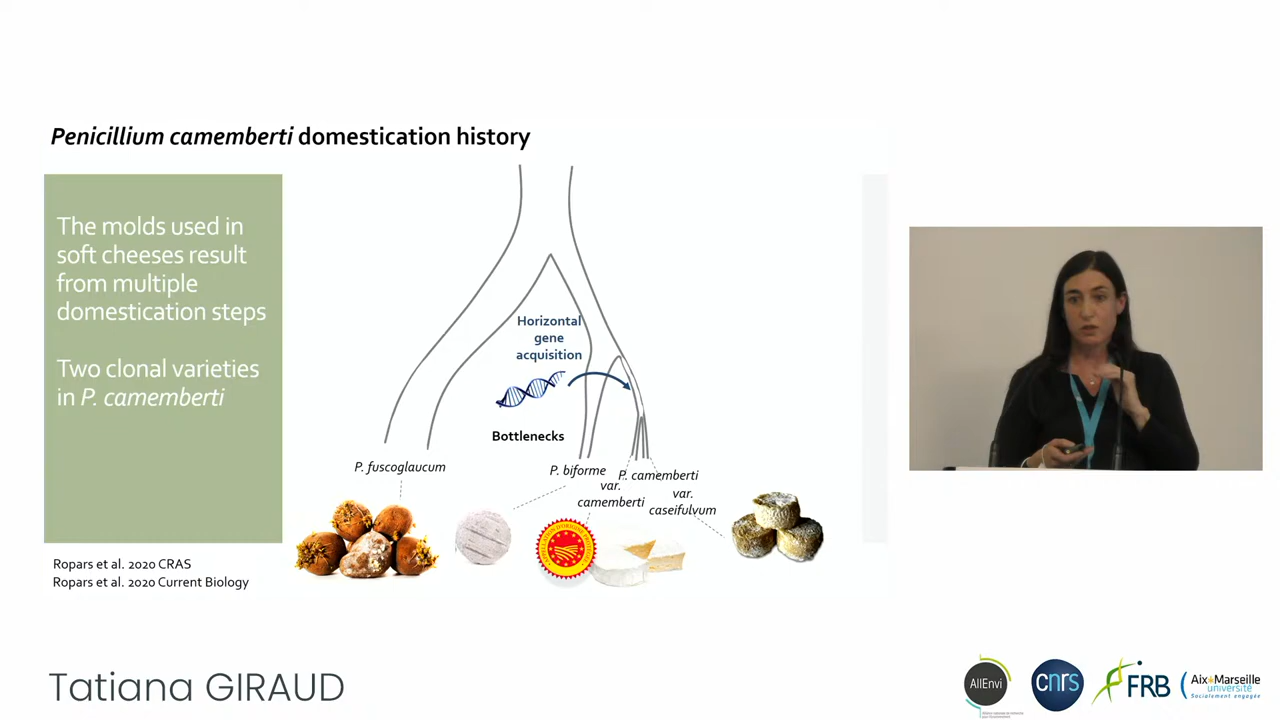 Penicillium camemberti domestication history
The molds used in
soft cheeses result
from multiple
domestication steps
Two clonal varieties
in P. camemberti
Horizontal
gene
acquisition
Bottlenecks
P. fuscoglaucum
P. biforme
P. camemberti
var.
camemberti
var.
caseifulvum
Ropars et al. 2020 CRAS
Ropars et al. 2020 Current Biology
Tatiana GIRAUD
AllEnvi
cnrs
FRB
Aix Marseille
université
Socialement engagée